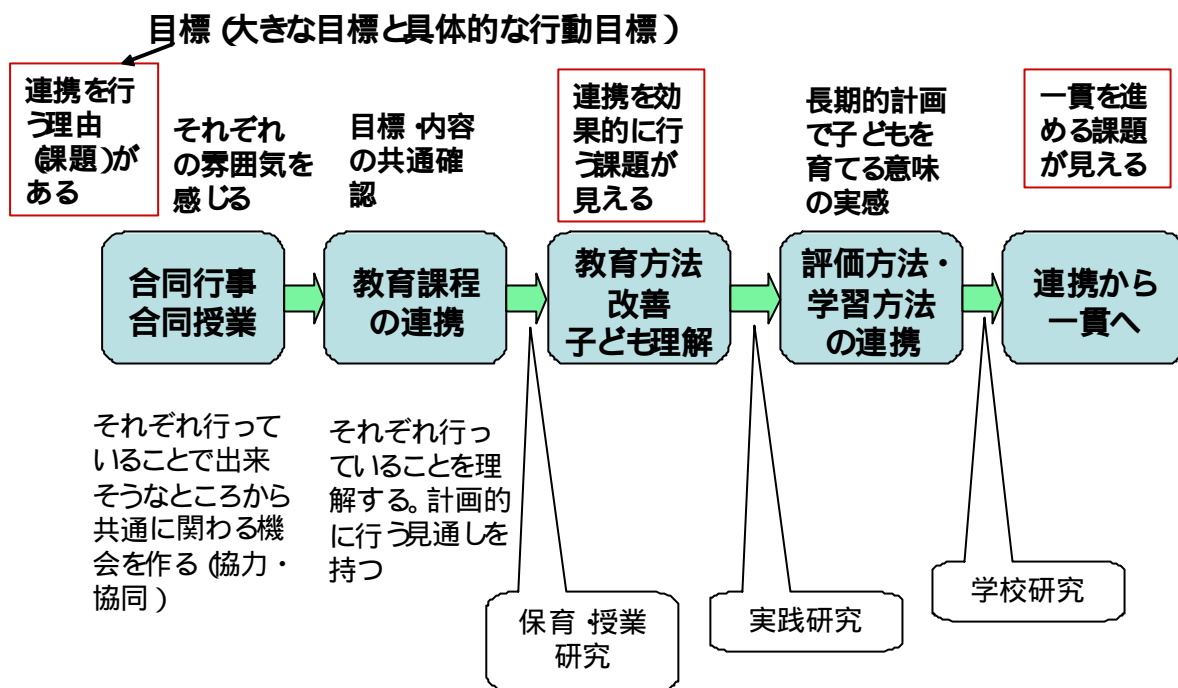 目標(大きな目標と具体的な行動目標)
連携を行
う理由
(課題)が
ある
それぞれ
の雰囲気を
感じる
目標・内容
の共通確
認
連携を効
果的に行
う課題が
見える
長期的計画
で子どもを
育てる意味
の実感
一貫を進
める課題
が見える
合同行事
合同授業
教育課程
の連携
教育方法
改善
子ども理解
評価方法・
学習方法
の連携
連携から
一貫へ
それぞれ行って
いることで出来
そうなところから
共通に関わる機
会を作る(協力・
協同)
それぞれ行っ
ていることを理
解する。計画的
に行う見通しを
持つ
保育・授業
研究
実践研究
学校研究